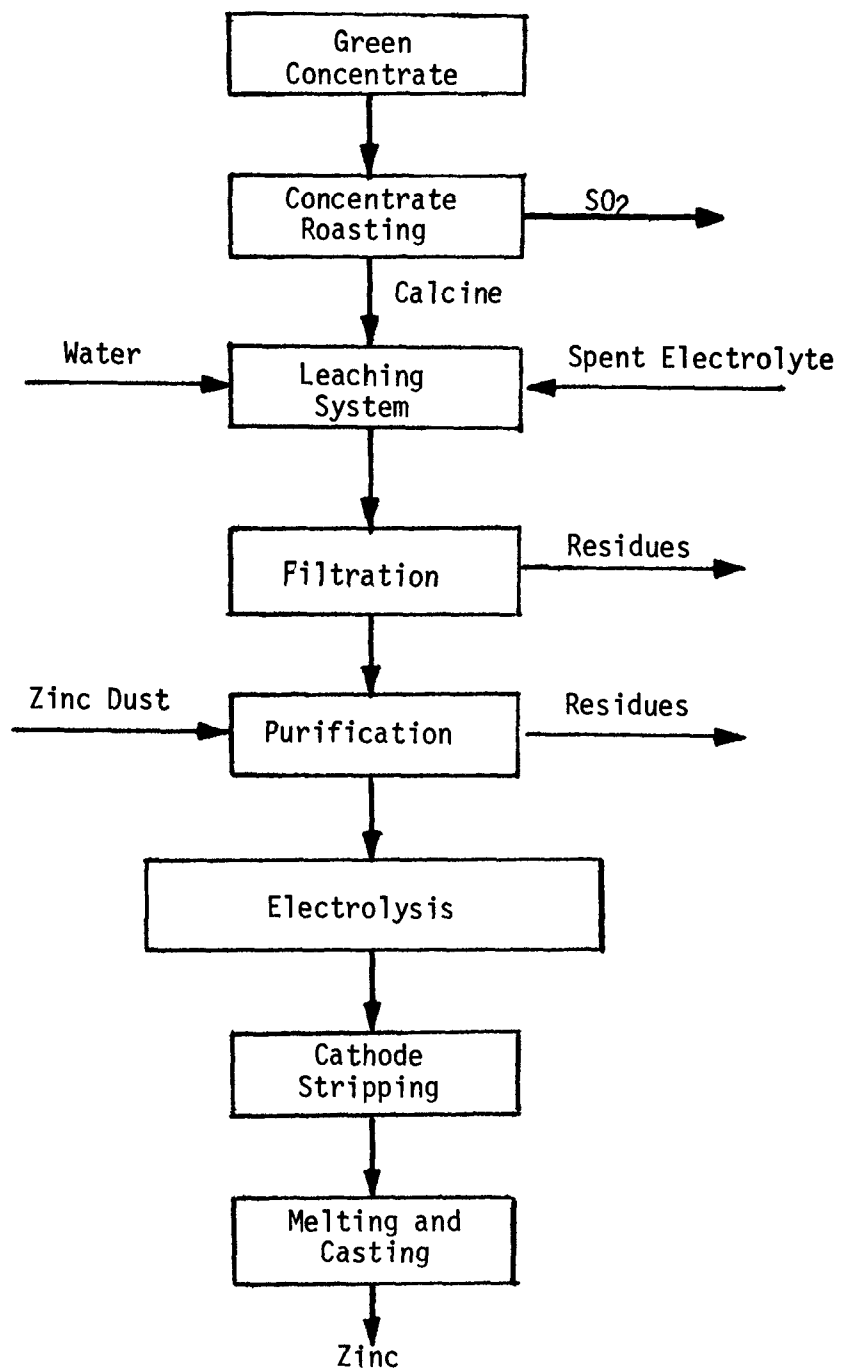 Green
Concentrate
Concentrate
Roasting
SO2
Calcine
Water
Leaching
System
Spent Electrolyte
Filtration
Residues
Zinc Dust
Purification
Residues
Electrolysis
Cathode
Stripping
Melting and
Casting
Zinc